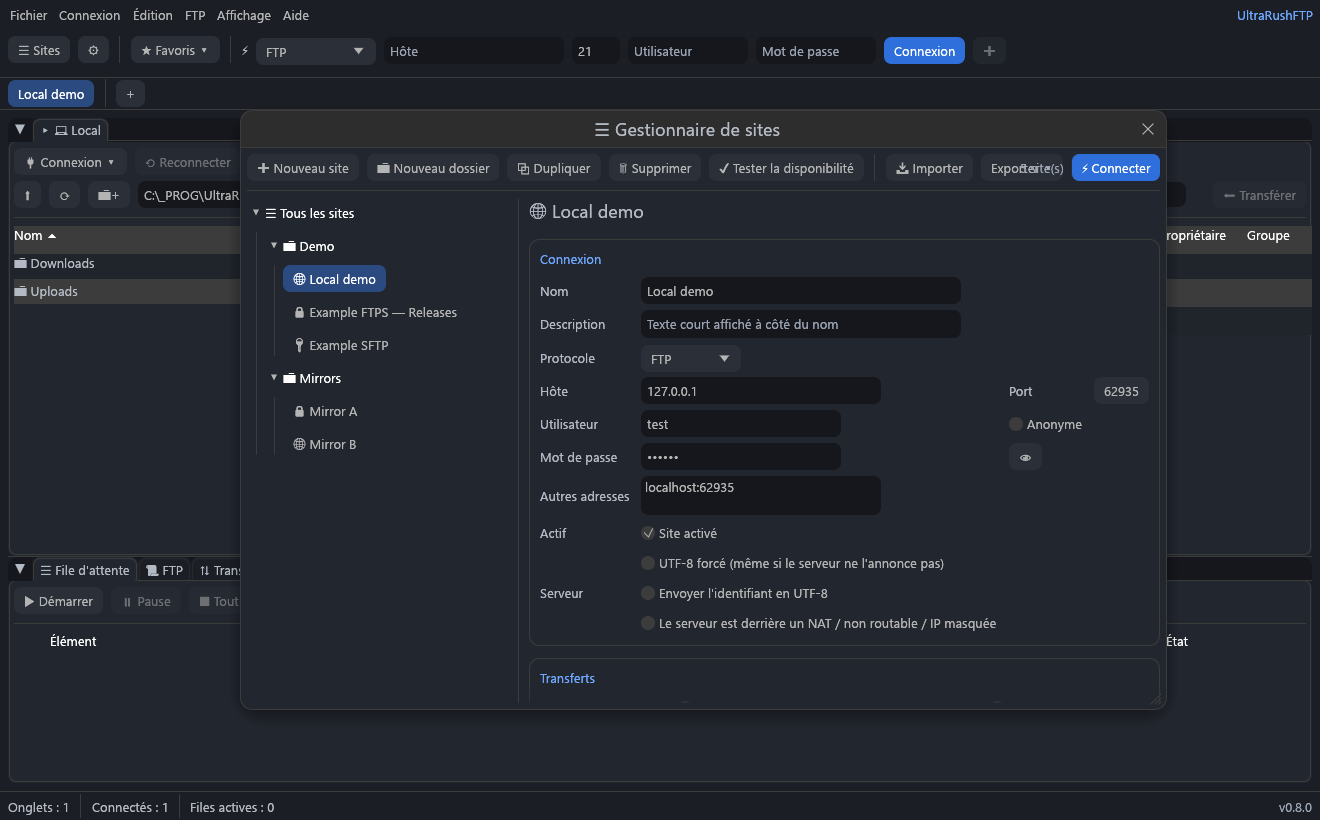 Fichier Connexion Édition FTP Affichage Aide UltraRushFTP
Sites Favoris FTP Hôte 21 Utilisateur Mot de passe Connexion
Local demo +
Local
Gestionnaire de sites
Connexion Reconnecter
Nouveau site Nouveau dossier Dupliquer Supprimer Tester la disponibilité Importer Exporter Connecter
C:\_PROG\UltraR
Transférer
Nom
ropriétaire Groupe
Downloads
Uploads
Tous les sites
Demo
Local demo
Example FTPS — Releases
Example SFTP
Mirrors
Mirror A
Mirror B
Local demo
Connexion
Nom Local demo
Description Texte court affiché à côté du nom
Protocole FTP
Hôte 127.0.0.1 Port 62935
Utilisateur test Anonyme
Mot de passe ••••••
Autres adresses localhost:62935
Actif Site activé
UTF-8 forcé (même si le serveur ne l'annonce pas)
Serveur Envoyer l'identifiant en UTF-8
Le serveur est derrière un NAT / non routable / IP masquée
Transferts
File d'attente FTP Trans
Démarrer Pause Tout
Élément
État
Onglets : 1 Connectés : 1 Files actives : 0 v0.8.0